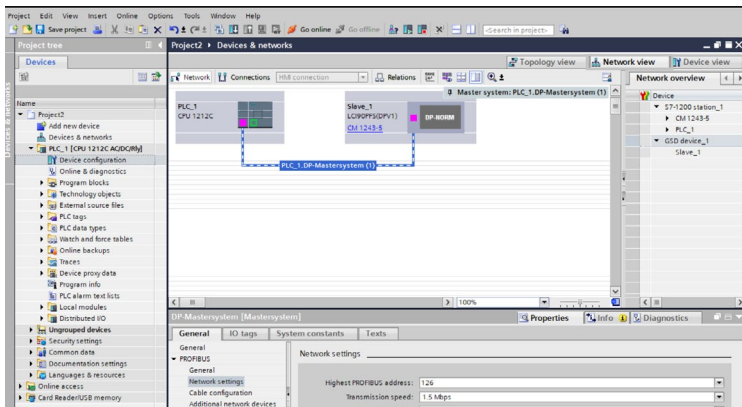 Project Edit View Insert Online Options Tools Window Help
Save project Go online Go offline <Search in project>
Project tree
Project2 Devices & networks
Devices
Topology view Network view Device view
Network Connections HMI connection Relations
Network overview
Devices & networks
Name
Project2
Add new device
Devices & networks
PLC_1 [CPU 1212C AC/DC/Rly]
Device configuration
Online & diagnostics
Program blocks
Technology objects
External source files
PLC tags
PLC data types
Watch and force tables
Online backups
Traces
Device proxy data
Program info
PLC alarm text lists
Local modules
Distributed I/O
Ungrouped devices
Security settings
Common data
Documentation settings
Languages & resources
Online access
Card Reader/USB memory
Master system: PLC_1.DP-Mastersystem (1)
PLC_1
CPU 1212C
Slave_1
LCI90PFS(DPV1)
CM 1243-5
DP-NORM
PLC_1.DP-Mastersystem (1)
Device
S7-1200 station_1
CM 1243-5
PLC_1
GSD device_1
Slave_1
100%
DP-Mastersystem [Mastersystem]
Properties Info Diagnostics
General IO tags System constants Texts
General
PROFIBUS
General
Network settings
Cable configuration
Additional network devices
Network settings
Highest PROFIBUS address: 126
Transmission speed: 1.5 Mbps